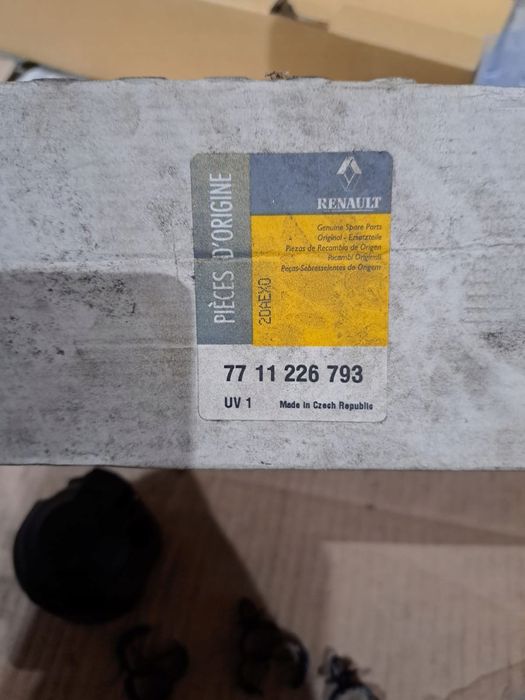 PIÈCES D'ORIGINE
RENAULT
Genuine Spare Parts
Original - Ersatzteile
Piezas de Recambio de Origen
Ricambi Originali
Peças-Sobresselentes de Origem
2DAEXO
77 11 226 793
UV 1 Made in Czech Republic